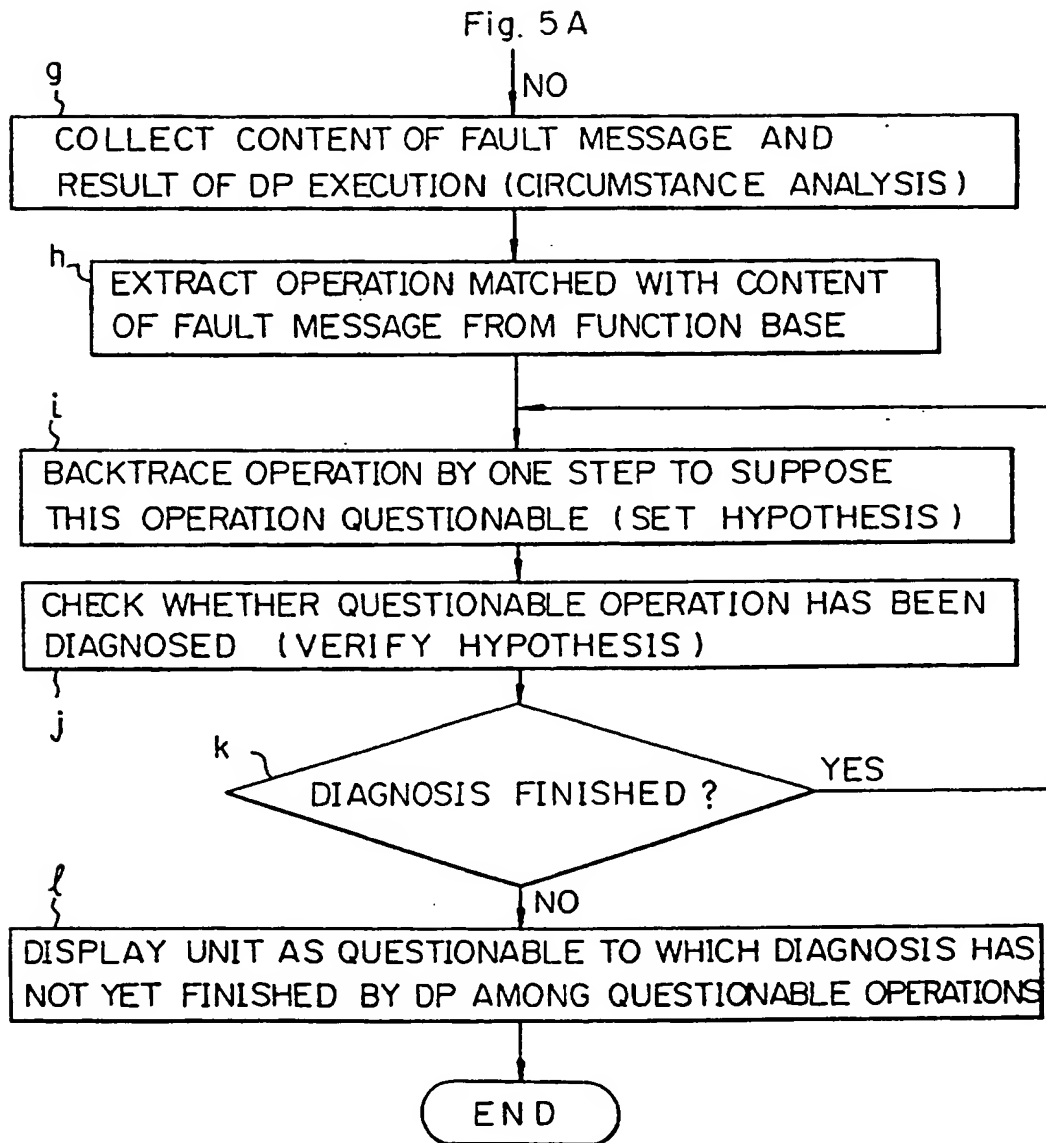 Fig. 5A
g
NO
COLLECT CONTENT OF FAULT MESSAGE AND
RESULT OF DP EXECUTION (CIRCUMSTANCE ANALYSIS)
h
EXTRACT OPERATION MATCHED WITH CONTENT
OF FAULT MESSAGE FROM FUNCTION BASE
i
BACKTRACE OPERATION BY ONE STEP TO SUPPOSE
THIS OPERATION QUESTIONABLE (SET HYPOTHESIS)
CHECK WHETHER QUESTIONABLE OPERATION HAS BEEN
DIAGNOSED (VERIFY HYPOTHESIS)
j
k
YES
DIAGNOSIS FINISHED ?
NO
ℓ
DISPLAY UNIT AS QUESTIONABLE TO WHICH DIAGNOSIS HAS
NOT YET FINISHED BY DP AMONG QUESTIONABLE OPERATIONS
END